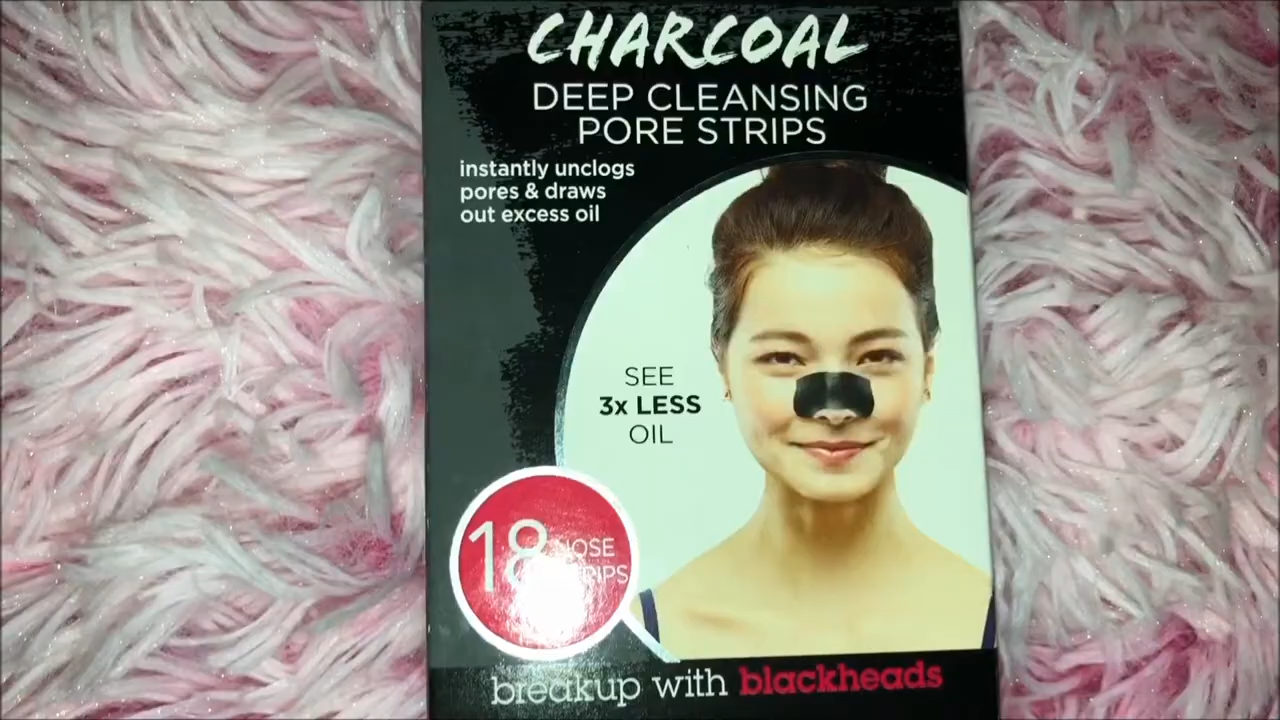 CHARCOAL
DEEP CLEANSING
PORE STRIPS
instantly unclogs
pores & draws
out excess oil
SEE
3x LESS
OIL
18 NOSE
STRIPS
breakup with blackheads